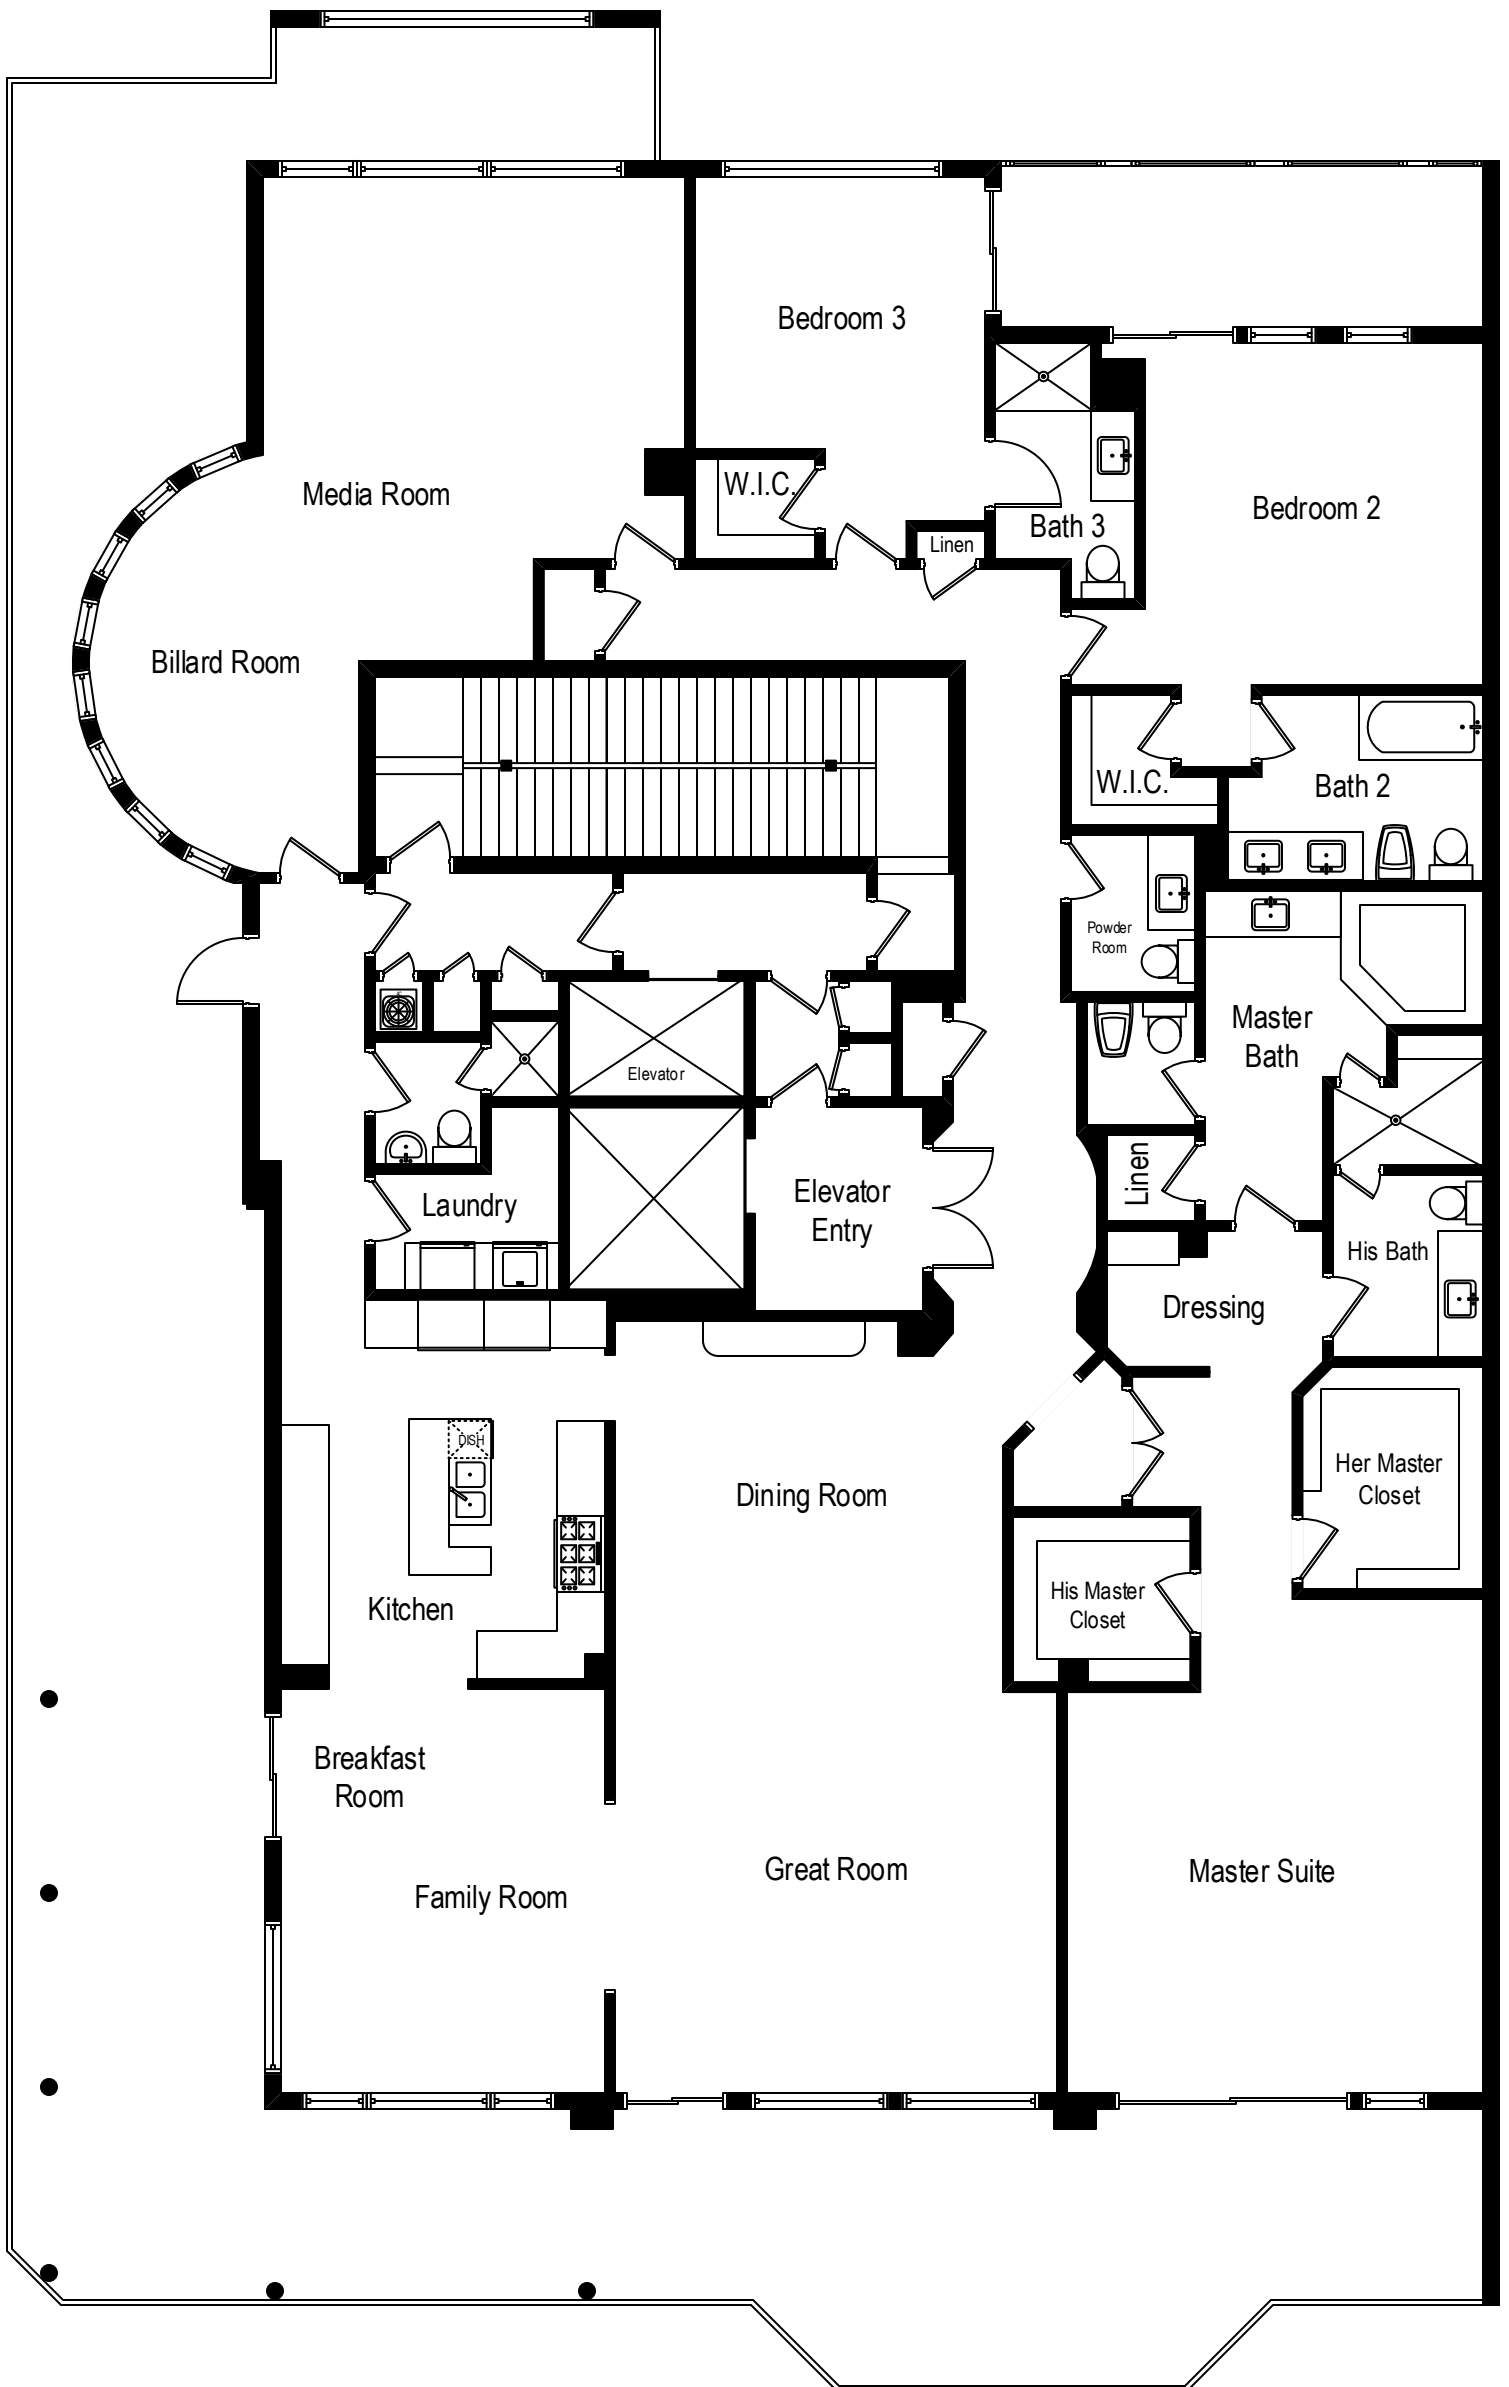 Bedroom 3
Media Room
W.I.C.
Bedroom 2
Bath 3
Linen
Billard Room
W.I.C.
Bath 2
Powder
Room
Master
Bath
Elevator
Linen
Elevator
Entry
Laundry
His Bath
Dressing
DISH
Dining Room
Her Master
Closet
His Master
Closet
Kitchen
Breakfast
Room
Great Room
Master Suite
Family Room